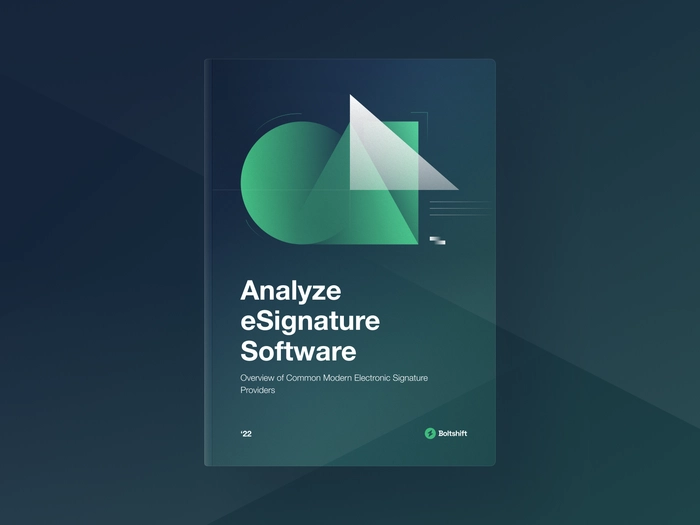 Analyze
eSignature
Software
Overview of Common Modern Electronic Signature
Providers
'22
Boltshift